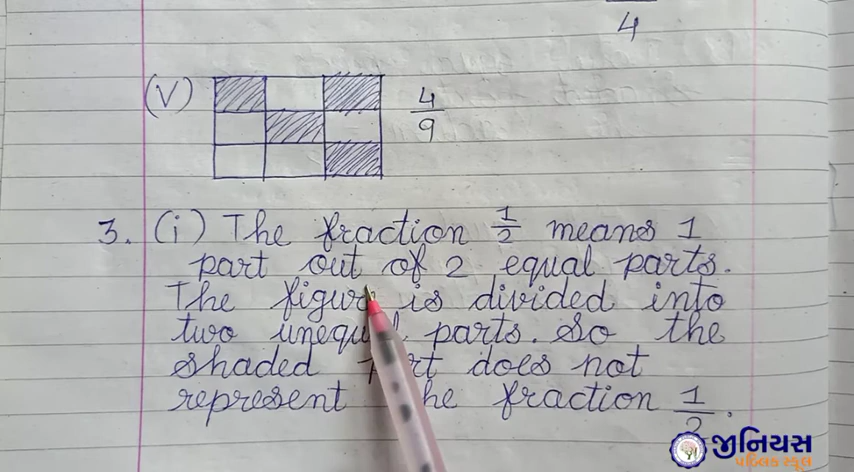 4
(v) 4/9
3. (i) The fraction 1/2 means 1
part out of 2 equal parts.
The figure is divided into
two unequal parts. So the
shaded part does not
represent the fraction 1/2.
જીનિયસ
પબ્લિક સ્કૂલ